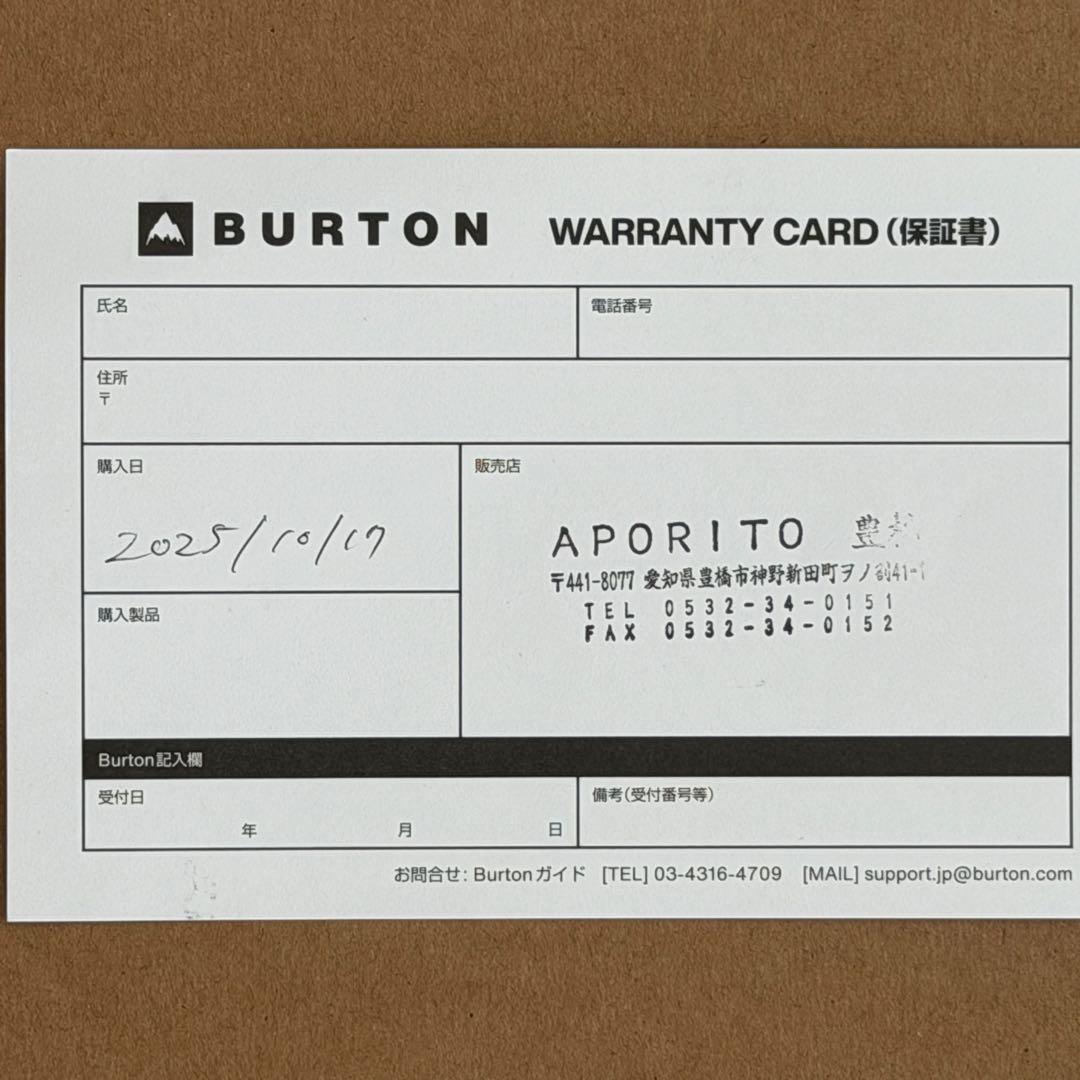 BURTON WARRANTY CARD（保証書）
氏名
電話番号
住所
〒
購入日
2025/10/17
販売店
APORITO 豊
〒441-8077 愛知県豊橋市神野新田町ヲノ割41-1
TEL 0532-34-0151
FAX 0532-34-0152
購入製品
Burton記入欄
受付日
年 月 日
備考（受付番号等）
お問合せ: Burtonガイド [TEL] 03-4316-4709 [MAIL] support.jp@burton.com